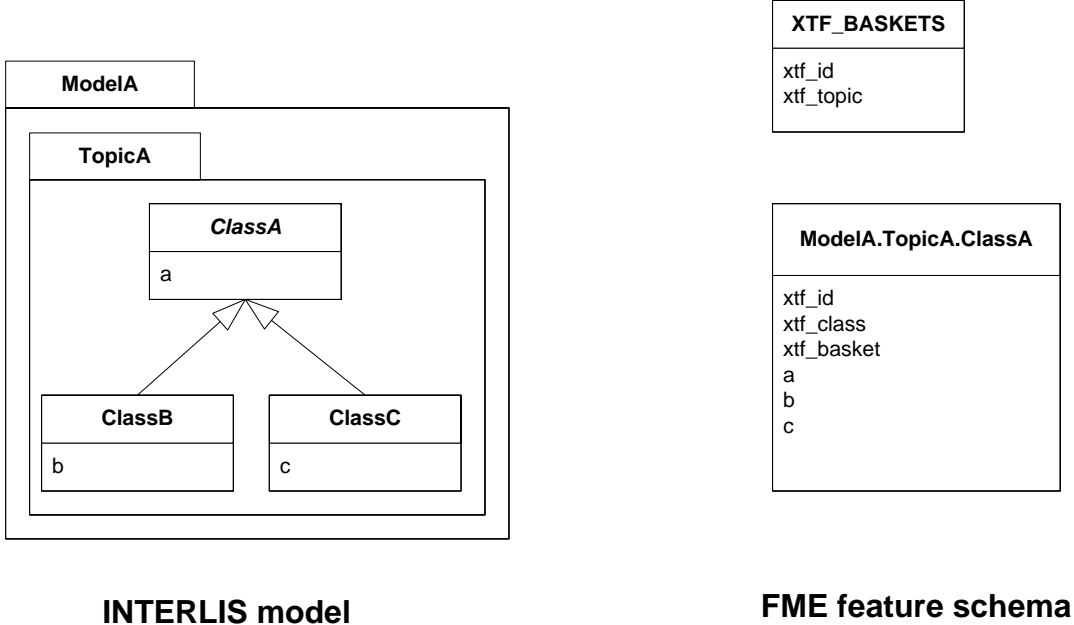 ModelA
TopicA
ClassA
a
ClassB
b
ClassC
c
INTERLIS model
XTF_BASKETS
xtf_id
xtf_topic
ModelA.TopicA.ClassA
xtf_id
xtf_class
xtf_basket
a
b
c
FME feature schema